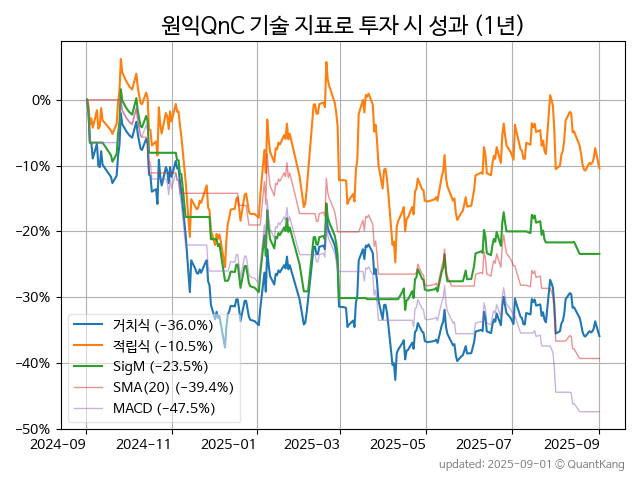 원익QnC 기술 지표로 투자 시 성과 (1년)
0%
−10%
−20%
−30%
−40%
−50%
거치식 (−36.0%)
적립식 (−10.5%)
SigM (−23.5%)
SMA(20) (−39.4%)
MACD (−47.5%)
2024-09 2024-11 2025-01 2025-03 2025-05 2025-07 2025-09
updated: 2025-09-01 © QuantKang